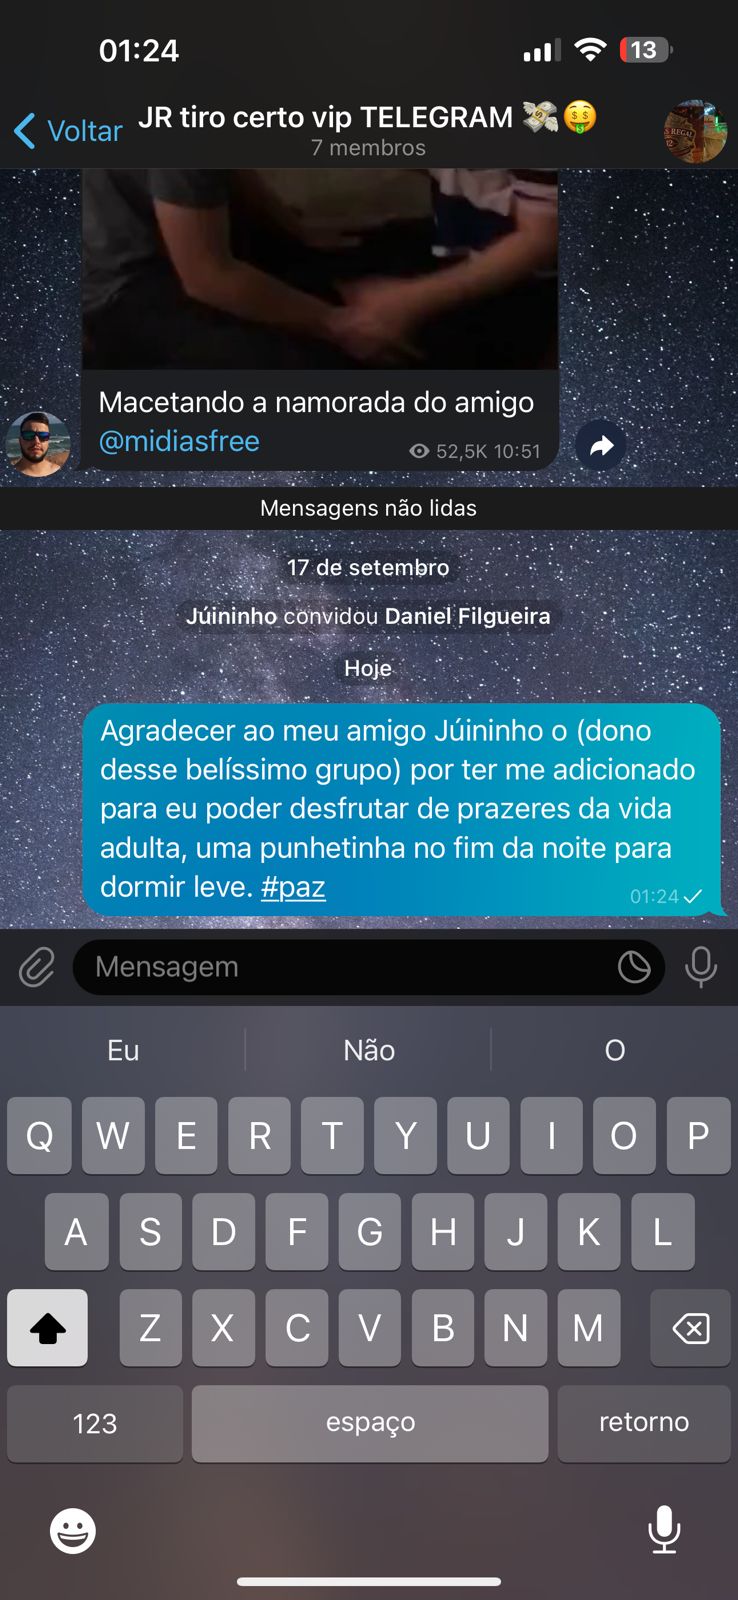 01:24
13
Voltar
JR tiro certo vip TELEGRAM 💸🤑
7 membros
S REGAL
12
Macetando a namorada do amigo
@midiasfree
52,5K 10:51
Mensagens não lidas
17 de setembro
Júininho convidou Daniel Filgueira
Hoje
Agradecer ao meu amigo Júininho o (dono
desse belíssimo grupo) por ter me adicionado
para eu poder desfrutar de prazeres da vida
adulta, uma punhetinha no fim da noite para
dormir leve. #paz
01:24
Mensagem
Eu Não O
Q W E R T Y U I O P
A S D F G H J K L
Z X C V B N M
123 espaço retorno